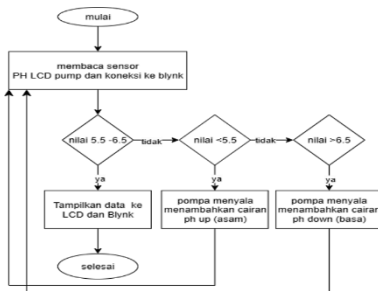 mulai
membaca sensor
PH LCD pump dan koneksi ke blynk
nilai 5.5 -6.5
tidak
nilai <5.5
tidak
nilai >6.5
ya
ya
ya
Tampilkan data ke
LCD dan Blynk
pompa menyala
menambahkan cairan
ph up (asam)
pompa menyala
menambahkan cairan
ph down (basa)
selesai